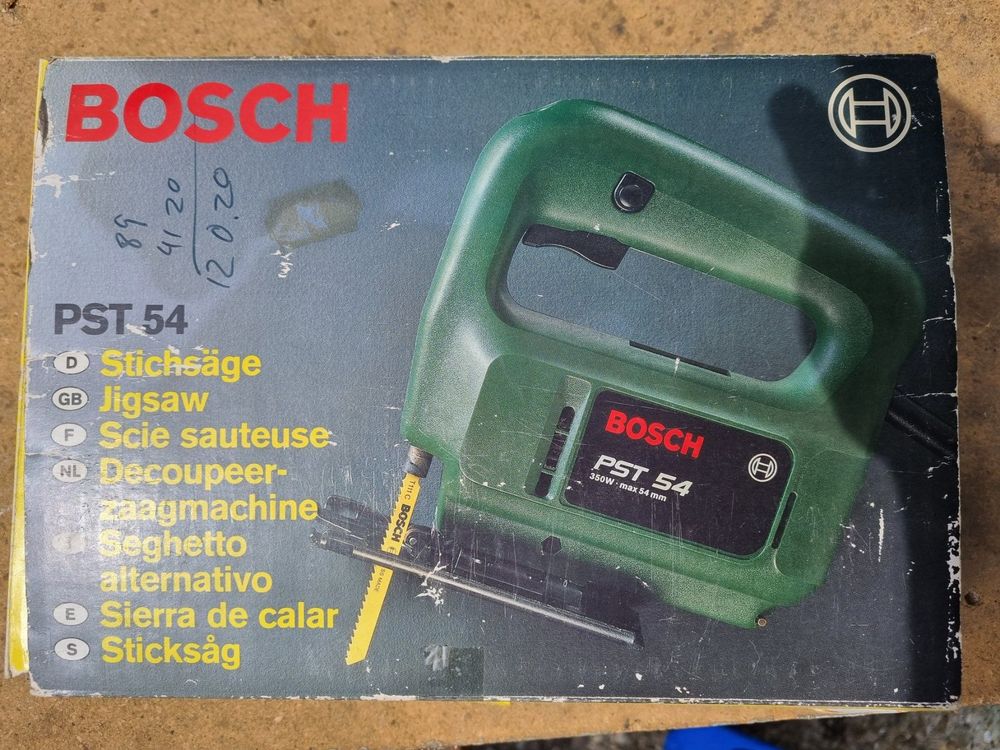 BOSCH
89
41 20
120.20
PST 54
D Stichsäge
GB Jigsaw
F Scie sauteuse
NL Decoupeer-
zaagmachine
I Seghetto
alternativo
E Sierra de calar
S Sticksåg
BOSCH
PST 54
350W · max 54 mm
T 111 C BOSCH